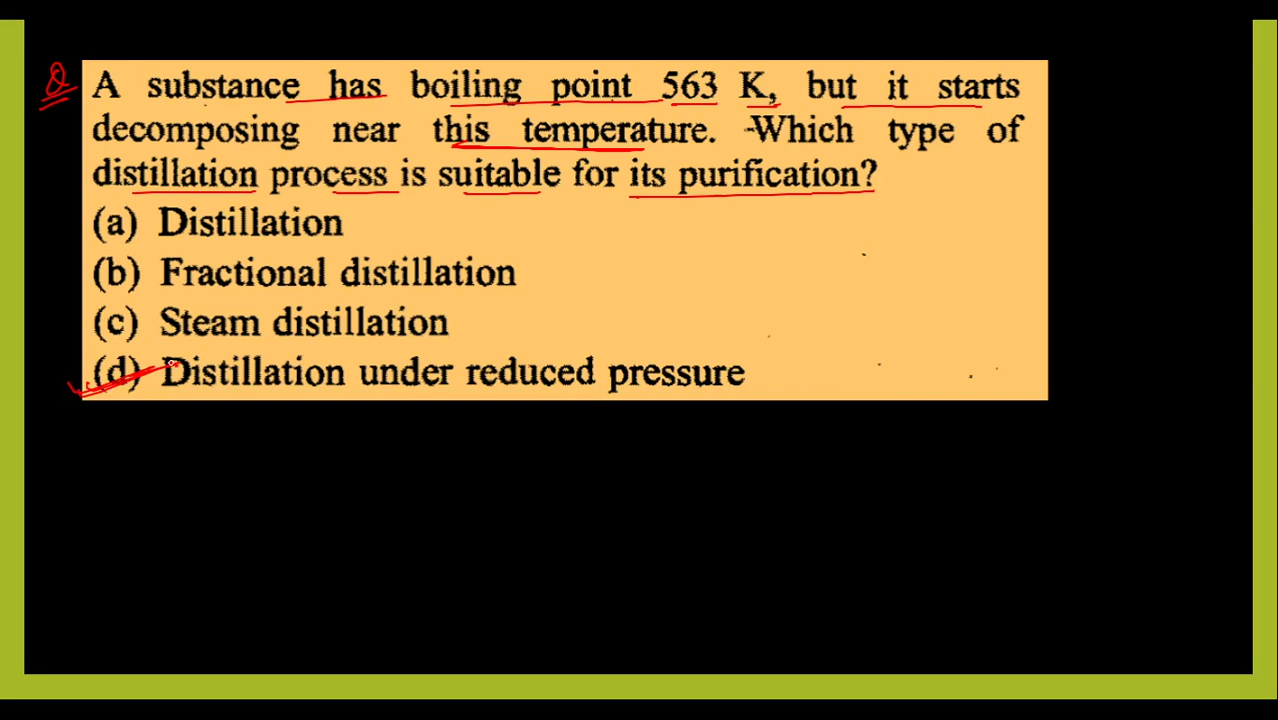 Q A substance has boiling point 563 K, but it starts
decomposing near this temperature. Which type of
distillation process is suitable for its purification?
(a) Distillation
(b) Fractional distillation
(c) Steam distillation
(d) Distillation under reduced pressure